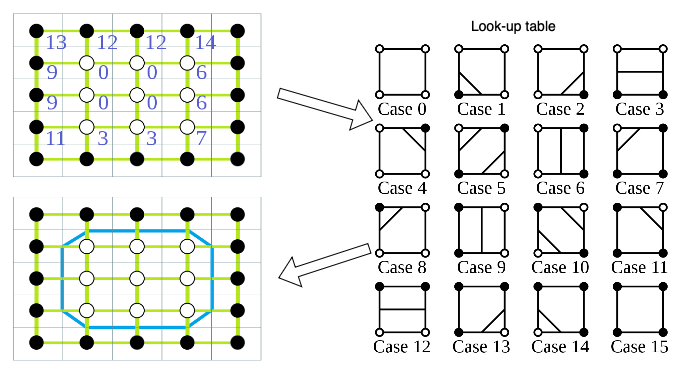 Look-up table
13 12 12 14
9 0 0 6
9 0 0 6
11 3 3 7
Case 0 Case 1 Case 2 Case 3
Case 4 Case 5 Case 6 Case 7
Case 8 Case 9 Case 10 Case 11
Case 12 Case 13 Case 14 Case 15